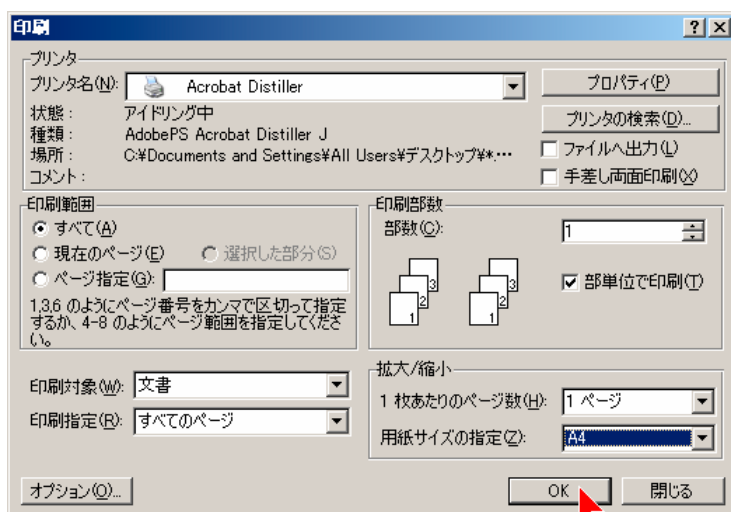 印刷
プリンタ
プリンタ名(N): Acrobat Distiller プロパティ(P)
状態: アイドリング中 プリンタの検索(D)...
種類: AdobePS Acrobat Distiller J
場所: C:¥Documents and Settings¥All Users¥デスクトップ¥*.… ファイルへ出力(L)
コメント: 手差し両面印刷(X)
印刷範囲
すべて(A)
現在のページ(E) 選択した部分(S)
ページ指定(G):
1,3,6 のようにページ番号をカンマで区切って指定
するか、4-8 のようにページ範囲を指定してくださ
い。
印刷部数
部数(C): 1
1 2 3 1 2 3 部単位で印刷(T)
印刷対象(W): 文書
印刷指定(R): すべてのページ
拡大/縮小
1 枚あたりのページ数(H): 1 ページ
用紙サイズの指定(Z): A4
オプション(O)... OK 閉じる